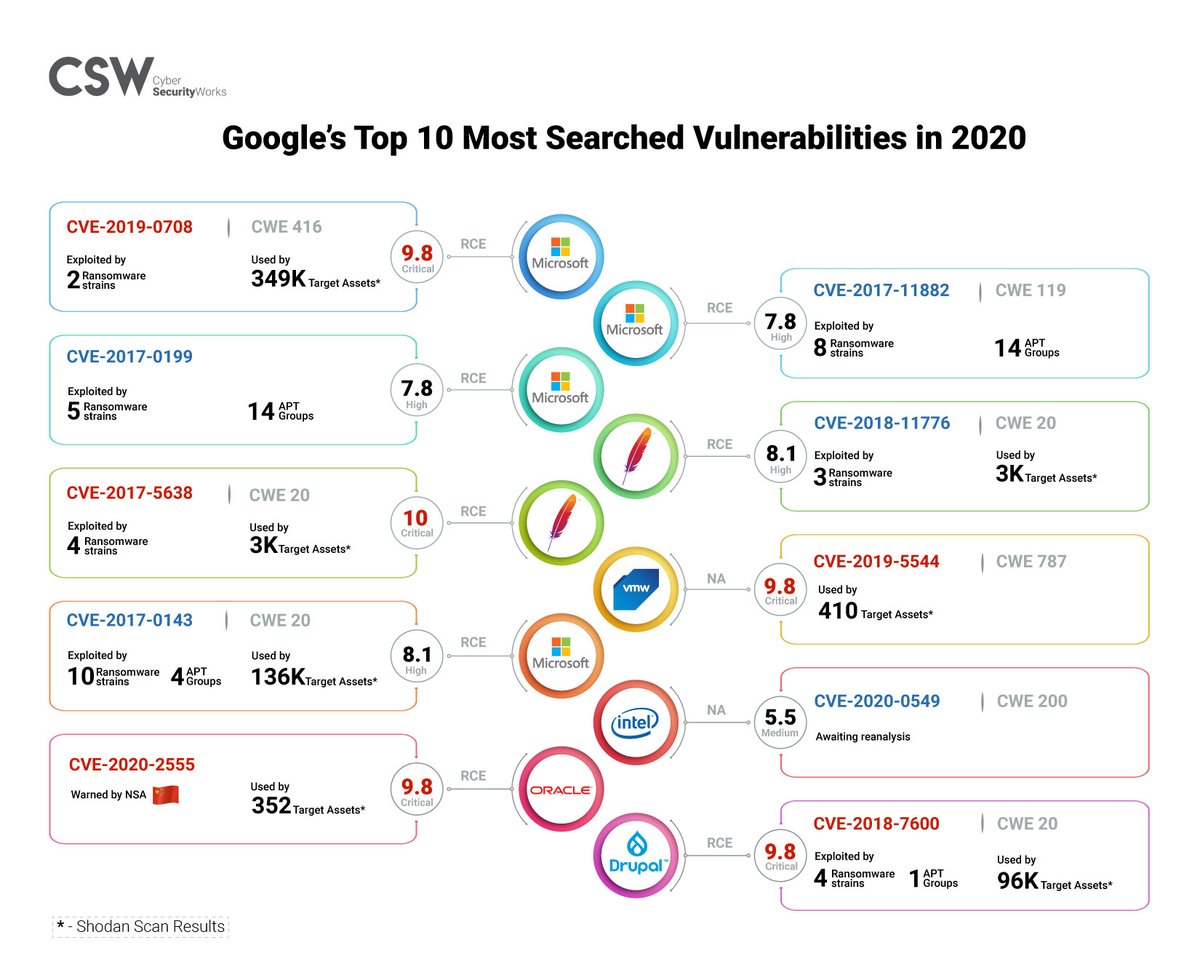 CSW Cyber
SecurityWorks
Google's Top 10 Most Searched Vulnerabilities in 2020
CVE-2019-0708 | CWE 416
Exploited by
2 Ransomware
strains
Used by
349K Target Assets*
9.8
Critical
RCE
Microsoft
Microsoft
RCE
7.8
High
CVE-2017-11882 | CWE 119
Exploited by
8 Ransomware
strains
14 APT
Groups
CVE-2017-0199
Exploited by
5 Ransomware
strains
14 APT
Groups
7.8
High
RCE
Microsoft
RCE
8.1
High
CVE-2018-11776 | CWE 20
Exploited by
3 Ransomware
strains
Used by
3K Target Assets*
CVE-2017-5638 | CWE 20
Exploited by
4 Ransomware
strains
Used by
3K Target Assets*
10
Critical
RCE
vmw
NA
9.8
Critical
CVE-2019-5544 | CWE 787
Used by
410 Target Assets*
CVE-2017-0143 | CWE 20
Exploited by
10 Ransomware
strains
4 APT
Groups
Used by
136K Target Assets*
8.1
High
RCE
Microsoft
intel
NA
5.5
Medium
CVE-2020-0549 | CWE 200
Awaiting reanalysis
CVE-2020-2555
Warned by NSA
Used by
352 Target Assets*
9.8
Critical
RCE
ORACLE
Drupal™
RCE
9.8
Critical
CVE-2018-7600 | CWE 20
Exploited by
4 Ransomware
strains
1 APT
Groups
Used by
96K Target Assets*
* - Shodan Scan Results